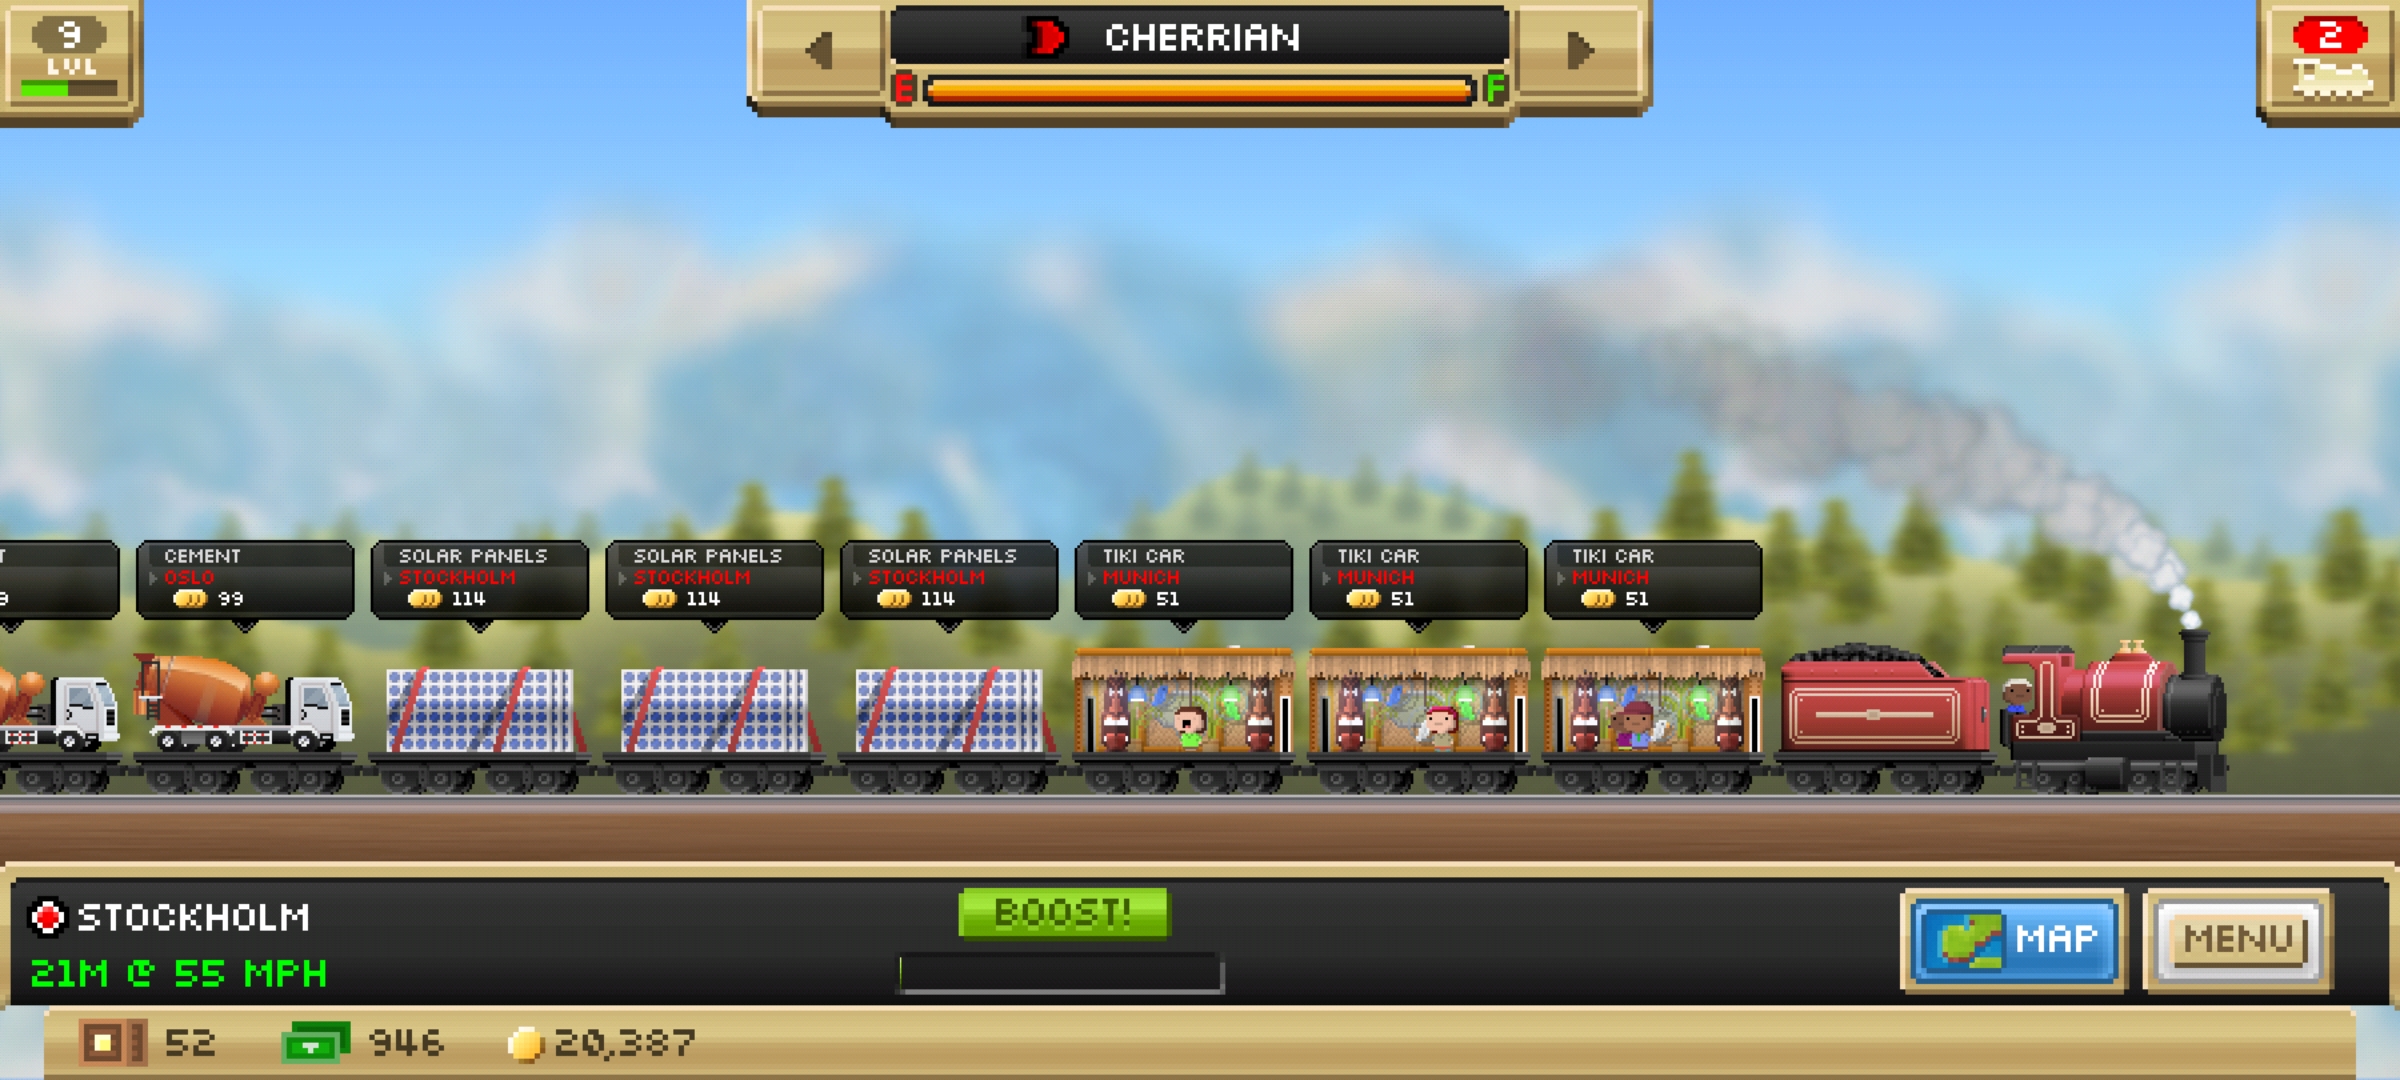 9
LVL
CHERRIAN
E F
2
9
CEMENT
OSLO
99
SOLAR PANELS
STOCKHOLM
114
SOLAR PANELS
STOCKHOLM
114
SOLAR PANELS
STOCKHOLM
114
TIKI CAR
MUNICH
51
TIKI CAR
MUNICH
51
TIKI CAR
MUNICH
51
STOCKHOLM
21M @ 55 MPH
BOOST!
MAP
MENU
52
946
20,387